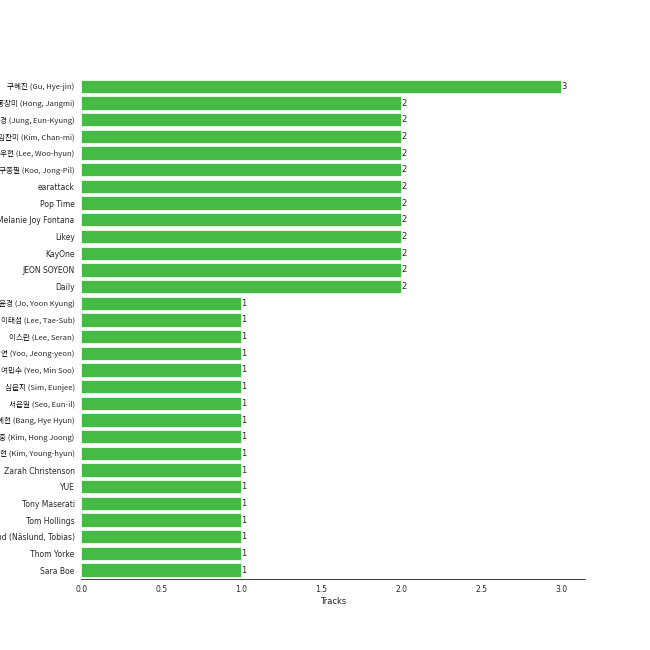 구혜진 (Gu, Hye-jin) 3
홍장미 (Hong, Jangmi) 2
경 (Jung, Eun-Kyung) 2
김찬미 (Kim, Chan-mi) 2
우현 (Lee, Woo-hyun) 2
구종필 (Koo, Jong-Pil) 2
earattack 2
Pop Time 2
Melanie Joy Fontana 2
Likey 2
KayOne 2
JEON SOYEON 2
Daily 2
윤경 (Jo, Yoon Kyung) 1
이태섭 (Lee, Tae-Sub) 1
이스란 (Lee, Seran) 1
연 (Yoo, Jeong-yeon) 1
여민수 (Yeo, Min Soo) 1
심은지 (Sim, Eunjee) 1
서은일 (Seo, Eun-il) 1
혜현 (Bang, Hye Hyun) 1
중 (Kim, Hong Joong) 1
현 (Kim, Young-hyun) 1
Zarah Christenson 1
YUE 1
Tony Maserati 1
Tom Hollings 1
nd (Näslund, Tobias) 1
Thom Yorke 1
Sara Boe 1
0.0 0.5 1.0 1.5 2.0 2.5 3.0
Tracks